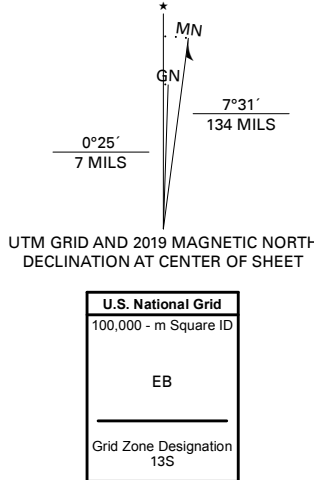 ★
MN
GN
7°31´
134 MILS
0°25´
7 MILS
UTM GRID AND 2019 MAGNETIC NORTH
DECLINATION AT CENTER OF SHEET
U.S. National Grid
100,000 - m Square ID
EB
Grid Zone Designation
13S